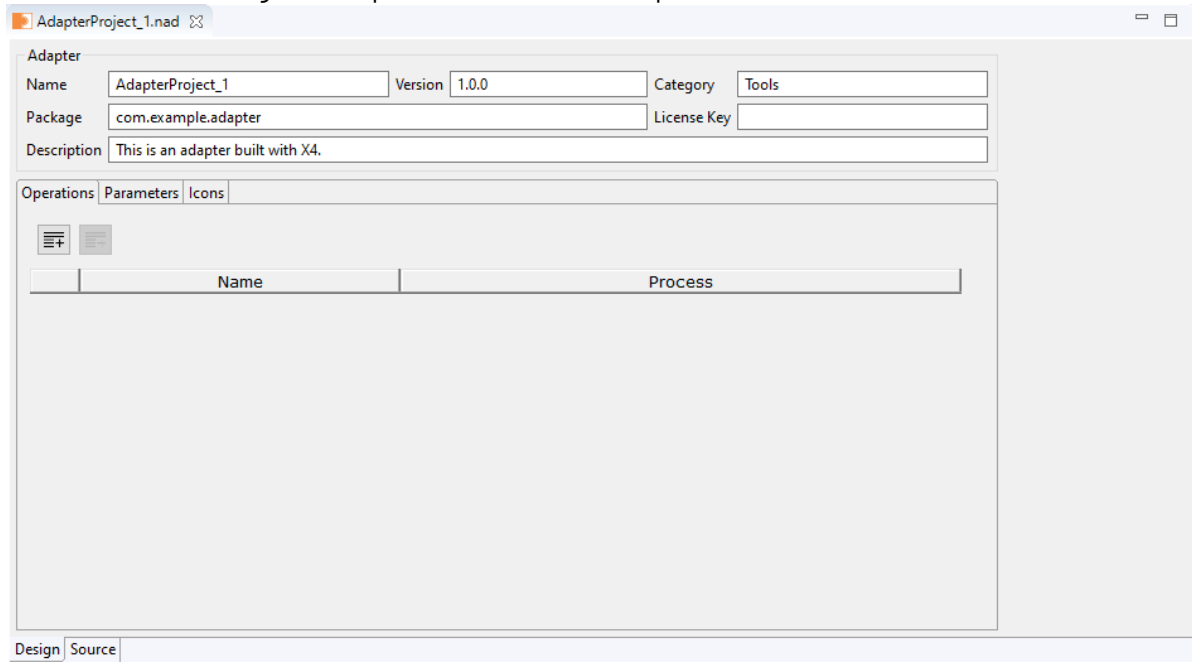 AdapterProject_1.nad
Adapter
Name AdapterProject_1 Version 1.0.0 Category Tools
Package com.example.adapter License Key
Description This is an adapter built with X4.
Operations Parameters Icons
Name Process
Design Source